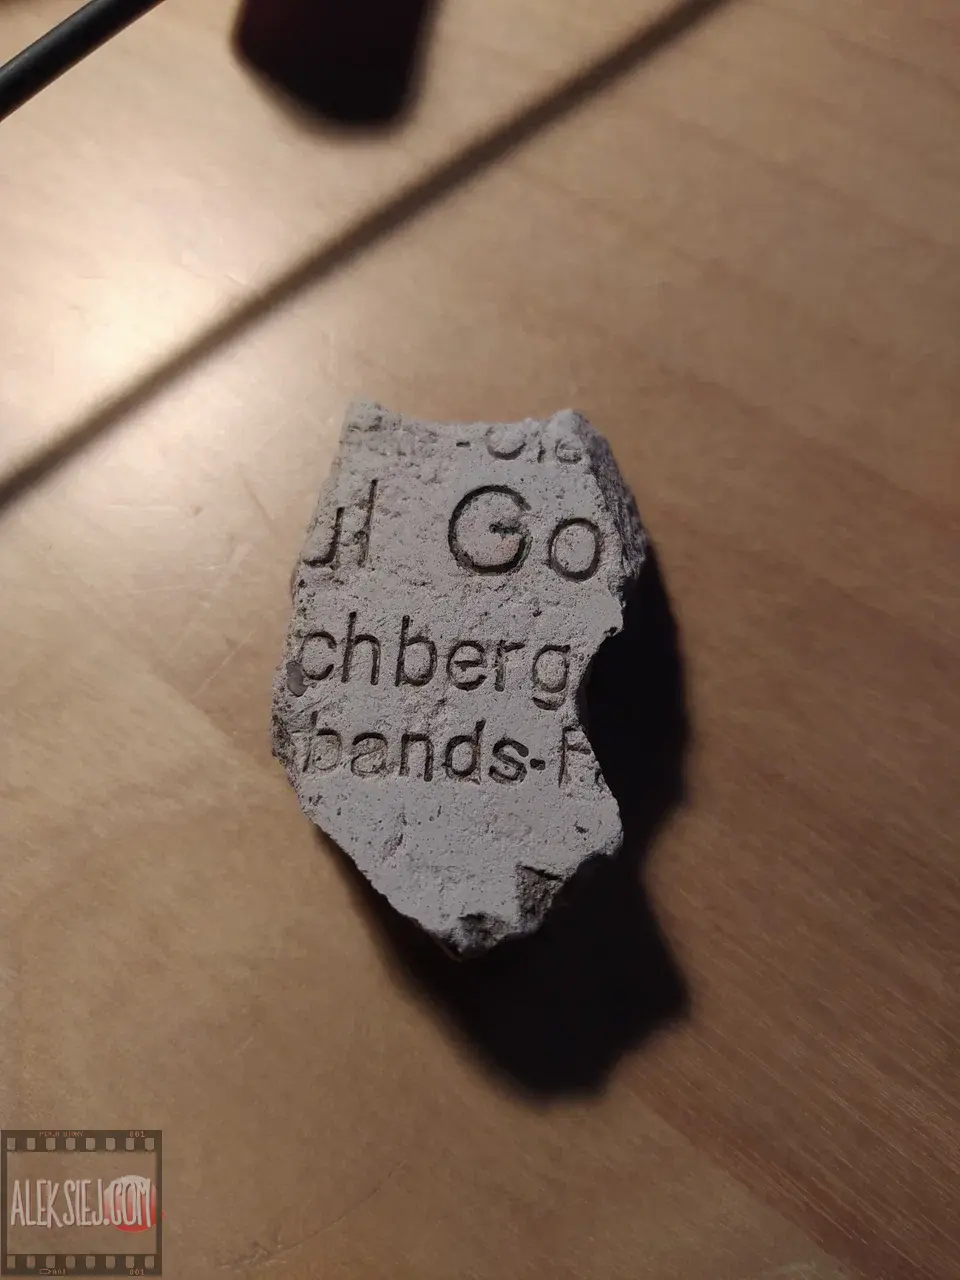 ul Go
chberg
bands-F
ALEKSIEJ.COM